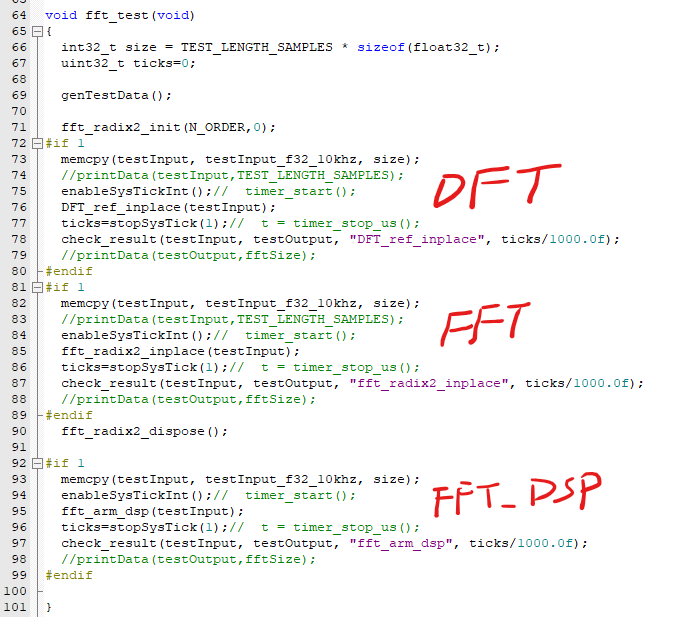 64 void fft_test(void)
65 {
66 int32_t size = TEST_LENGTH_SAMPLES * sizeof(float32_t);
67 uint32_t ticks=0;
68
69 genTestData();
70
71 fft_radix2_init(N_ORDER,0);
72 #if 1
73 memcpy(testInput, testInput_f32_10khz, size);
74 //printData(testInput,TEST_LENGTH_SAMPLES);
75 enableSysTickInt();// timer_start();
76 DFT_ref_inplace(testInput);
77 ticks=stopSysTick(1);// t = timer_stop_us();
78 check_result(testInput, testOutput, "DFT_ref_inplace", ticks/1000.0f);
79 //printData(testOutput,fftSize);
80 #endif
DFT
81 #if 1
82 memcpy(testInput, testInput_f32_10khz, size);
83 //printData(testInput,TEST_LENGTH_SAMPLES);
84 enableSysTickInt();// timer_start();
85 fft_radix2_inplace(testInput);
86 ticks=stopSysTick(1);// t = timer_stop_us();
87 check_result(testInput, testOutput, "fft_radix2_inplace", ticks/1000.0f);
88 //printData(testOutput,fftSize);
89 #endif
FFT
90 fft_radix2_dispose();
91
92 #if 1
93 memcpy(testInput, testInput_f32_10khz, size);
94 enableSysTickInt();// timer_start();
95 fft_arm_dsp(testInput);
96 ticks=stopSysTick(1);// t = timer_stop_us();
97 check_result(testInput, testOutput, "fft_arm_dsp", ticks/1000.0f);
98 //printData(testOutput,fftSize);
99 #endif
FFT_DSP
100
101 }